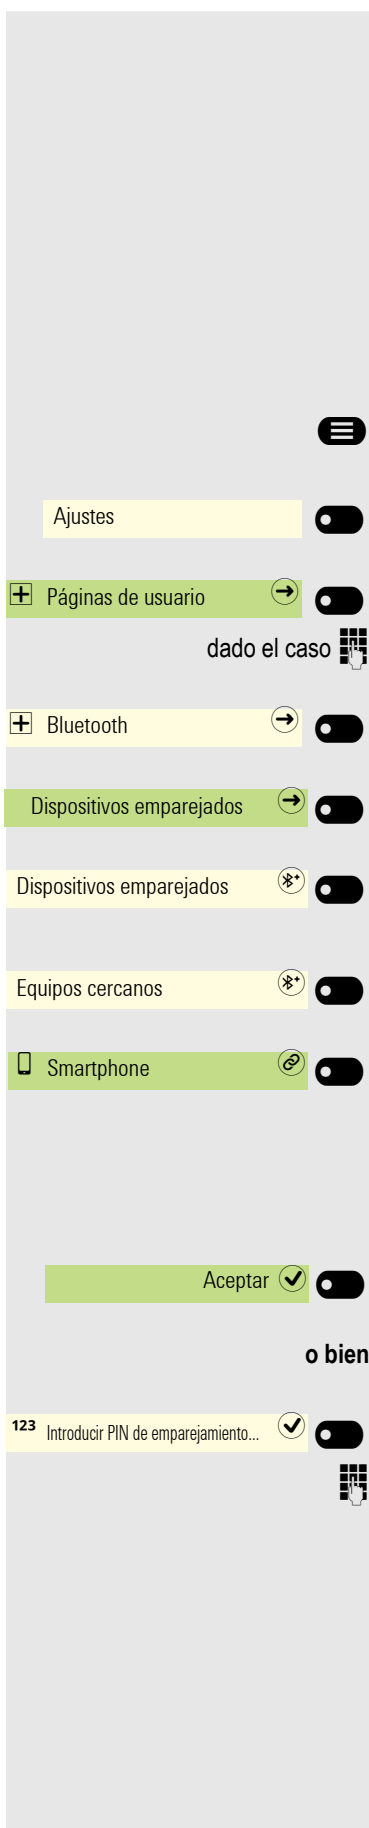 Ajustes
Páginas de usuario
dado el caso
Bluetooth
Dispositivos emparejados
Dispositivos emparejados
Equipos cercanos
Smartphone
Aceptar
o bien
123 Introducir PIN de emparejamiento...